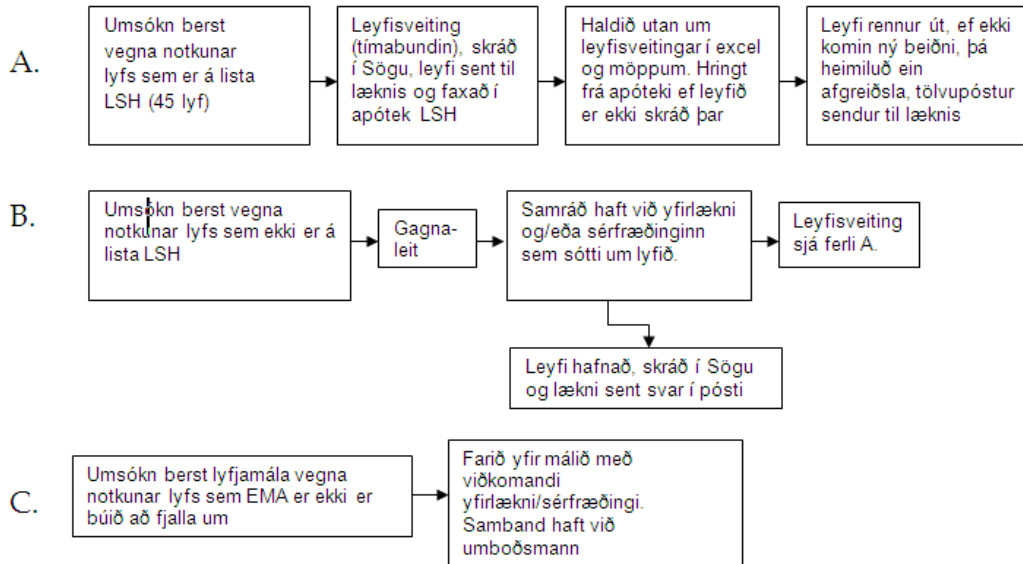 A.
Umsókn berst
vegna notkunar
lyfs sem er á lista
LSH (45 lyf)
Leyfisveiting
(tímabundin), skráð
í Sögu, leyfi sent til
læknis og faxað í
apótek LSH
Haldið utan um
leyfisveitingar í excel
og möppum. Hringt
frá apóteki ef leyfið
er ekki skráð þar
Leyfi rennur út, ef ekki
komin ný beiðni, þá
heimiluð ein
afgreiðsla, tölvupóstur
sendur til læknis
B.
Umsókn berst vegna
notkunar lyfs sem ekki er á
lista LSH
Gagna-
leit
Samráð haft við yfirlækni
og/eða sérfræðinginn
sem sótti um lyfið.
Leyfisveiting
sjá ferli A.
Leyfi hafnað, skráð í Sögu
og lækni sent svar í pósti
C.
Umsókn berst lyfjamála vegna
notkunar lyfs sem EMA er ekki er
búið að fjalla um
Farið yfir málið með
viðkomandi
yfirlækni/sérfræðingi.
Samband haft við
umboðsmann